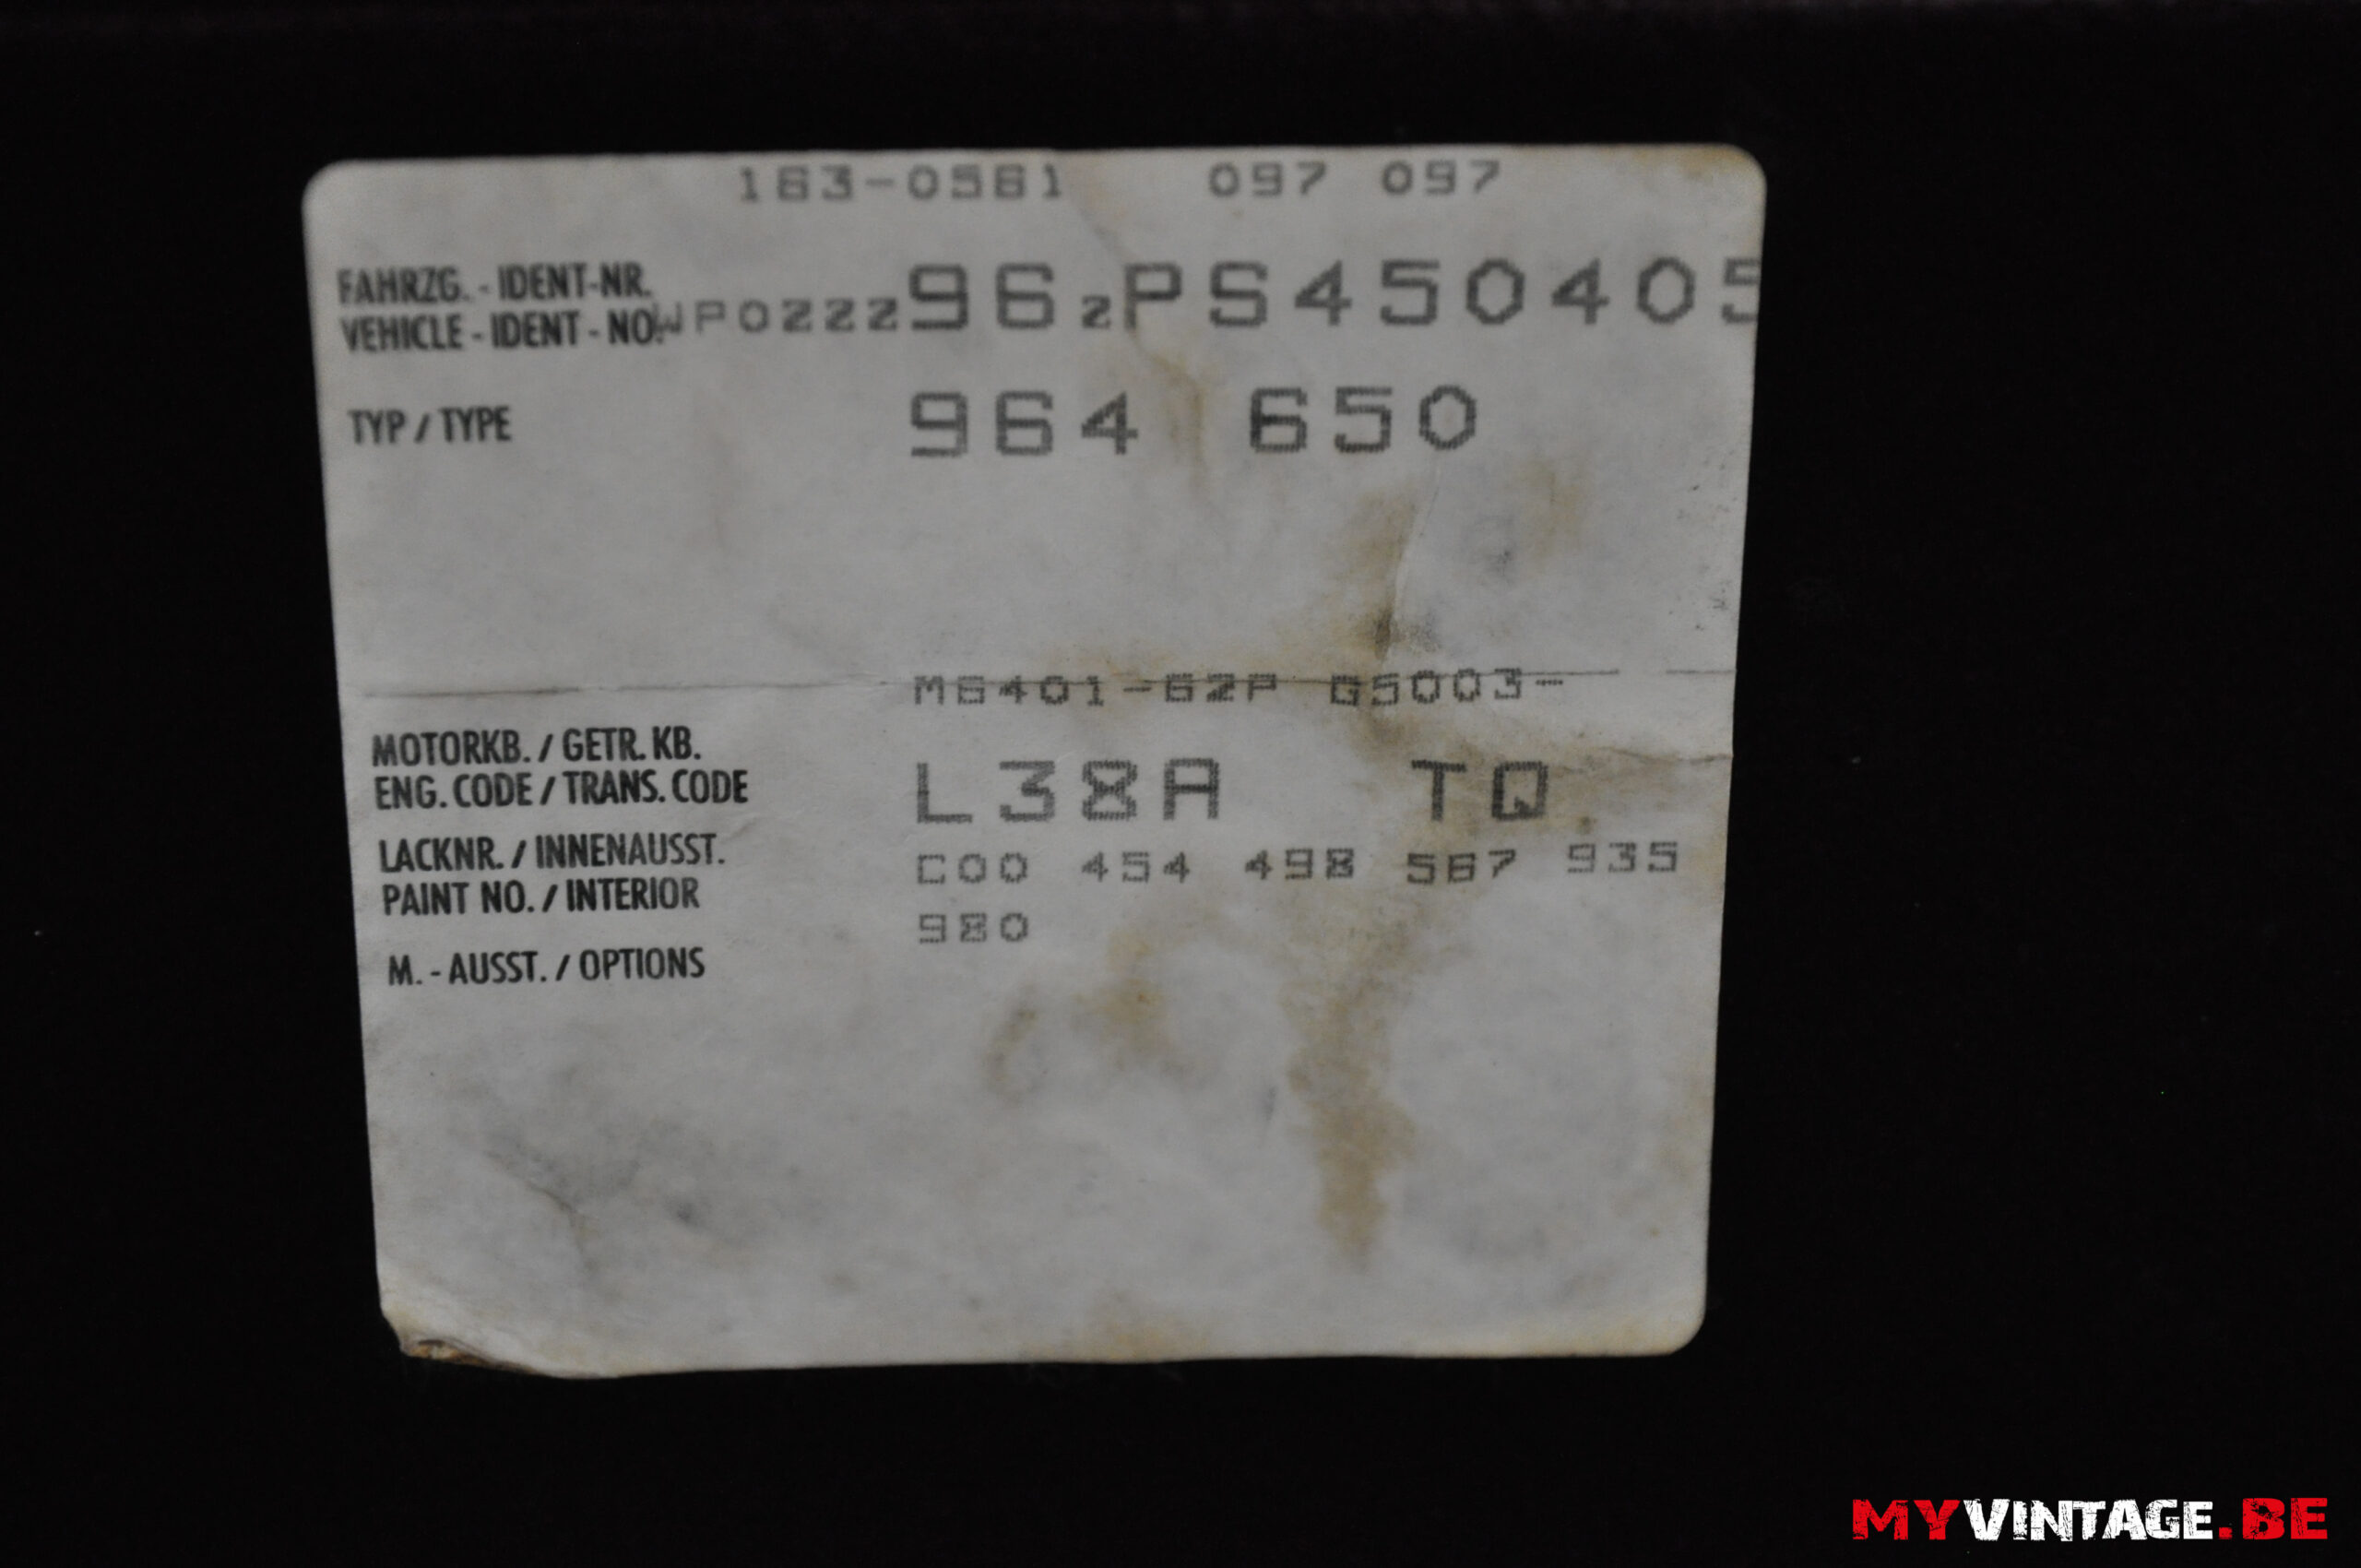 163-0561 097 097
FAHRZG. - IDENT-NR.
VEHICLE - IDENT - NO. WP0ZZZ96ZPS450405
TYP / TYPE 964 650
M6401-62P G5003-
MOTORKB. / GETR. KB.
ENG. CODE / TRANS. CODE L38A TQ
LACKNR. / INNENAUSST. C00 454 498 567 935
PAINT NO. / INTERIOR
980
M. - AUSST. / OPTIONS
MYVINTAGE.BE